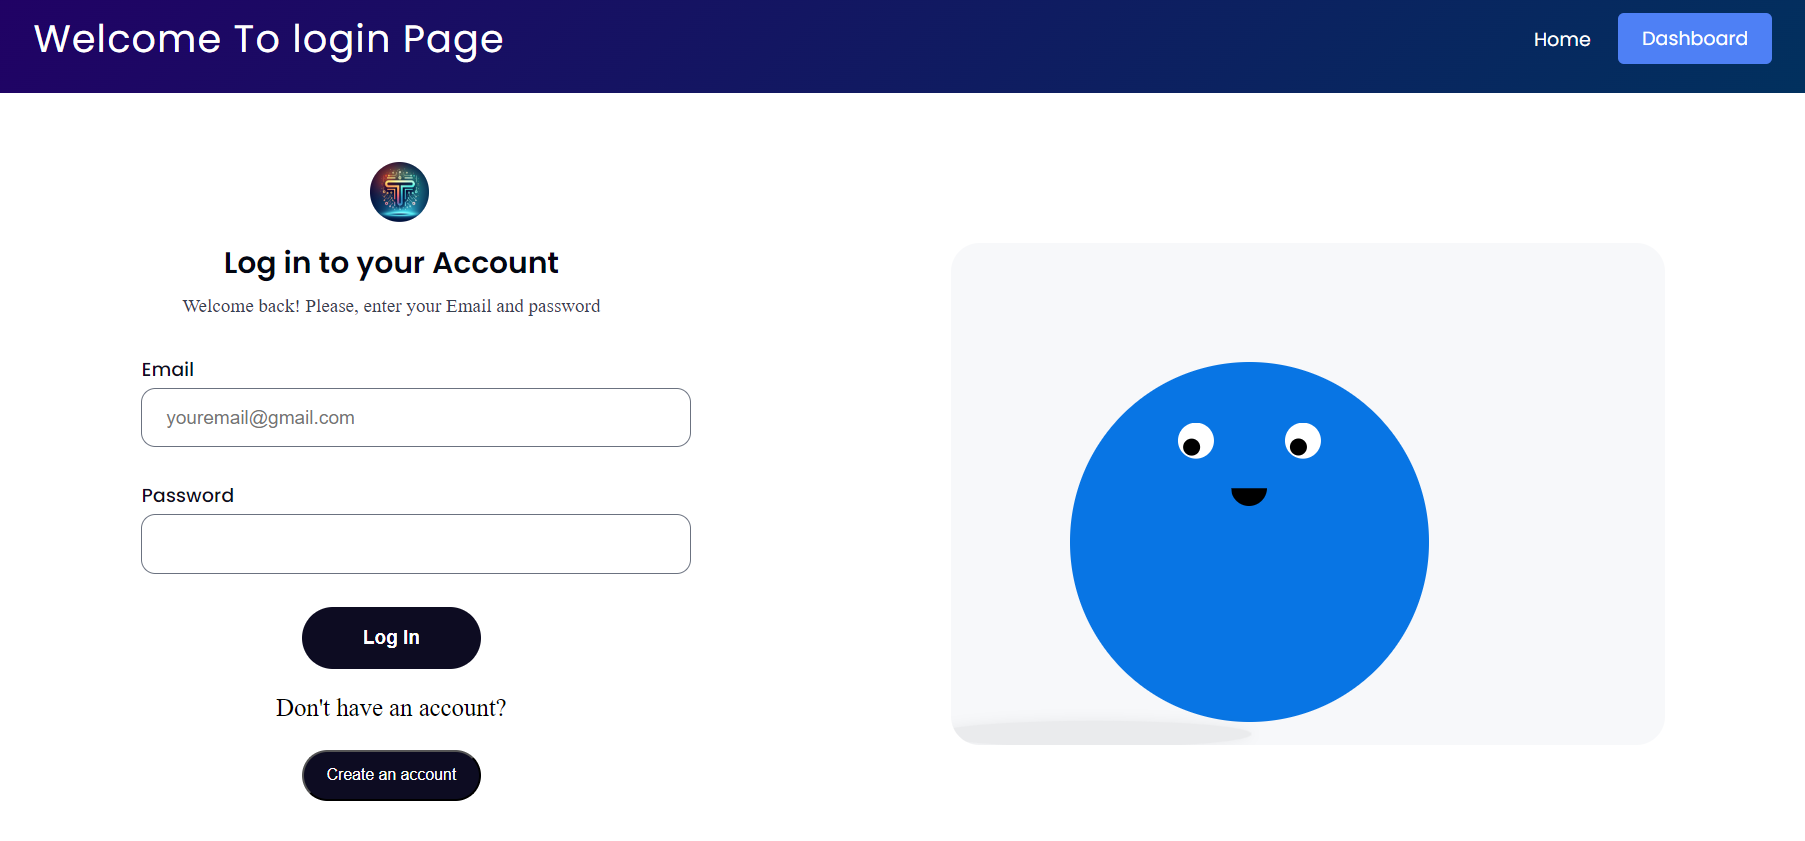 Welcome To login Page
Home
Dashboard
T
Log in to your Account
Welcome back! Please, enter your Email and password
Email
youremail@gmail.com
Password
Log In
Don't have an account?
Create an account